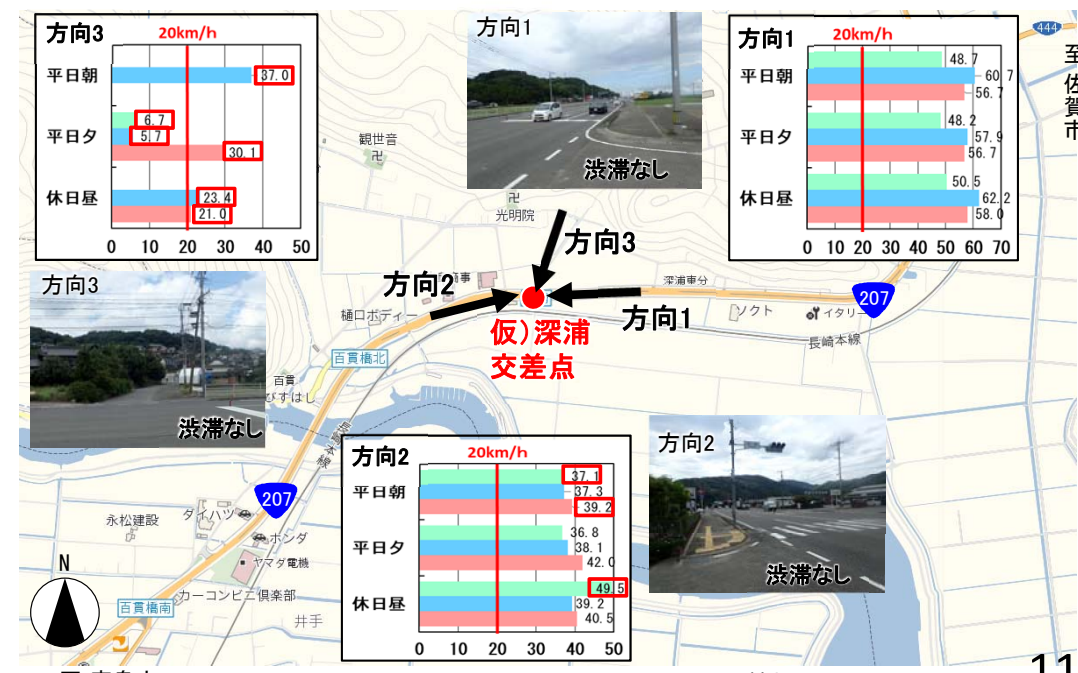 方向3
20km/h
平日朝
37.0
平日夕
6.7
5.7
30.1
休日昼
23.4
21.0
0 10 20 30 40 50
方向1
渋滞なし
方向1
20km/h
平日朝
48.7
60.7
56.7
平日夕
48.2
57.9
56.7
休日昼
50.5
62.2
58.0
0 10 20 30 40 50 60 70
444
至
佐
賀
市
観世音
卍
卍
光明院
方向3
方向2
方向1
樋口ボディー
深浦東分
ソクト
イタリー
207
長崎本線
仮)深浦
交差点
方向3
渋滞なし
百貫橋北
百貫
びすはし
長崎本線
207
永松建設
ダイハツ
ホンダ
ヤマダ電機
カーコンビニ倶楽部
百貫橋南
井手
N
方向2
20km/h
平日朝
37.1
37.3
39.2
平日夕
36.8
38.1
42.0
休日昼
49.5
39.2
40.5
0 10 20 30 40 50
方向2
渋滞なし
11